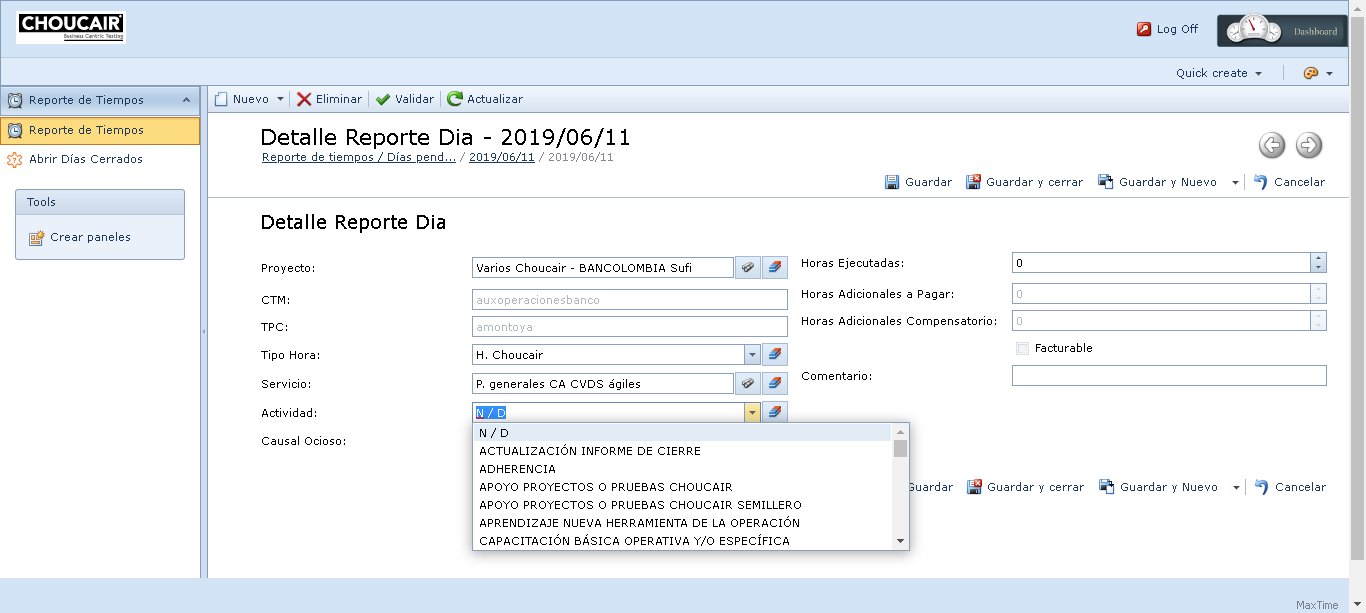 CHOUCAIR
Business Centric Testing
Log Off
Dashboard
Quick create
Reporte de Tiempos
Reporte de Tiempos
Abrir Días Cerrados
Tools
Crear paneles
Nuevo Eliminar Validar Actualizar
Detalle Reporte Dia - 2019/06/11
Reporte de tiempos / Días pend... / 2019/06/11 / 2019/06/11
Guardar Guardar y cerrar Guardar y Nuevo Cancelar
Detalle Reporte Dia
Proyecto: Varios Choucair - BANCOLOMBIA Sufi
CTM: auxoperacionesbanco
TPC: amontoya
Tipo Hora: H. Choucair
Servicio: P. generales CA CVDS ágiles
Actividad: N / D
Causal Ocioso:
N / D
ACTUALIZACIÓN INFORME DE CIERRE
ADHERENCIA
APOYO PROYECTOS O PRUEBAS CHOUCAIR
APOYO PROYECTOS O PRUEBAS CHOUCAIR SEMILLERO
APRENDIZAJE NUEVA HERRAMIENTA DE LA OPERACIÓN
CAPACITACIÓN BÁSICA OPERATIVA Y/O ESPECÍFICA
Horas Ejecutadas: 0
Horas Adicionales a Pagar: 0
Horas Adicionales Compensatorio: 0
Facturable
Comentario:
Guardar Guardar y cerrar Guardar y Nuevo Cancelar
MaxTime